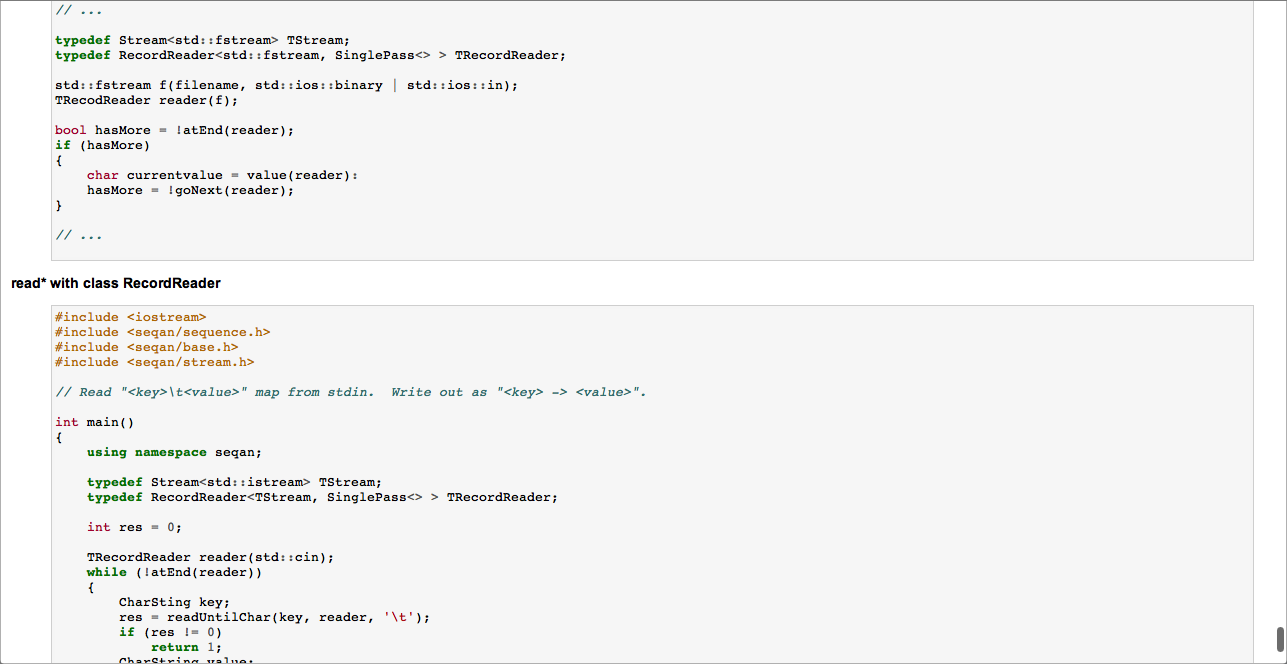 // ...
typedef Stream<std::fstream> TStream;
typedef RecordReader<std::fstream, SinglePass<> > TRecordReader;
std::fstream f(filename, std::ios::binary | std::ios::in);
TRecodReader reader(f);
bool hasMore = !atEnd(reader);
if (hasMore)
{
    char currentvalue = value(reader):
    hasMore = !goNext(reader);
}
// ...
read* with class RecordReader
#include <iostream>
#include <seqan/sequence.h>
#include <seqan/base.h>
#include <seqan/stream.h>
// Read "<key>\t<value>" map from stdin.  Write out as "<key> -> <value>".
int main()
{
    using namespace seqan;
    typedef Stream<std::istream> TStream;
    typedef RecordReader<TStream, SinglePass<> > TRecordReader;
    int res = 0;
    TRecordReader reader(std::cin);
    while (!atEnd(reader))
    {
        CharSting key;
        res = readUntilChar(key, reader, '\t');
        if (res != 0)
            return 1;
        CharString value;